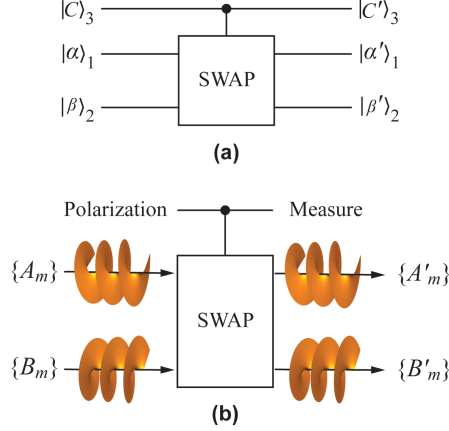 |C⟩₃ |C′⟩₃
|α⟩₁ |α′⟩₁
SWAP
|β⟩₂ |β′⟩₂
(a)
Polarization Measure
{Aₘ} {A′ₘ}
SWAP
{Bₘ} {B′ₘ}
(b)